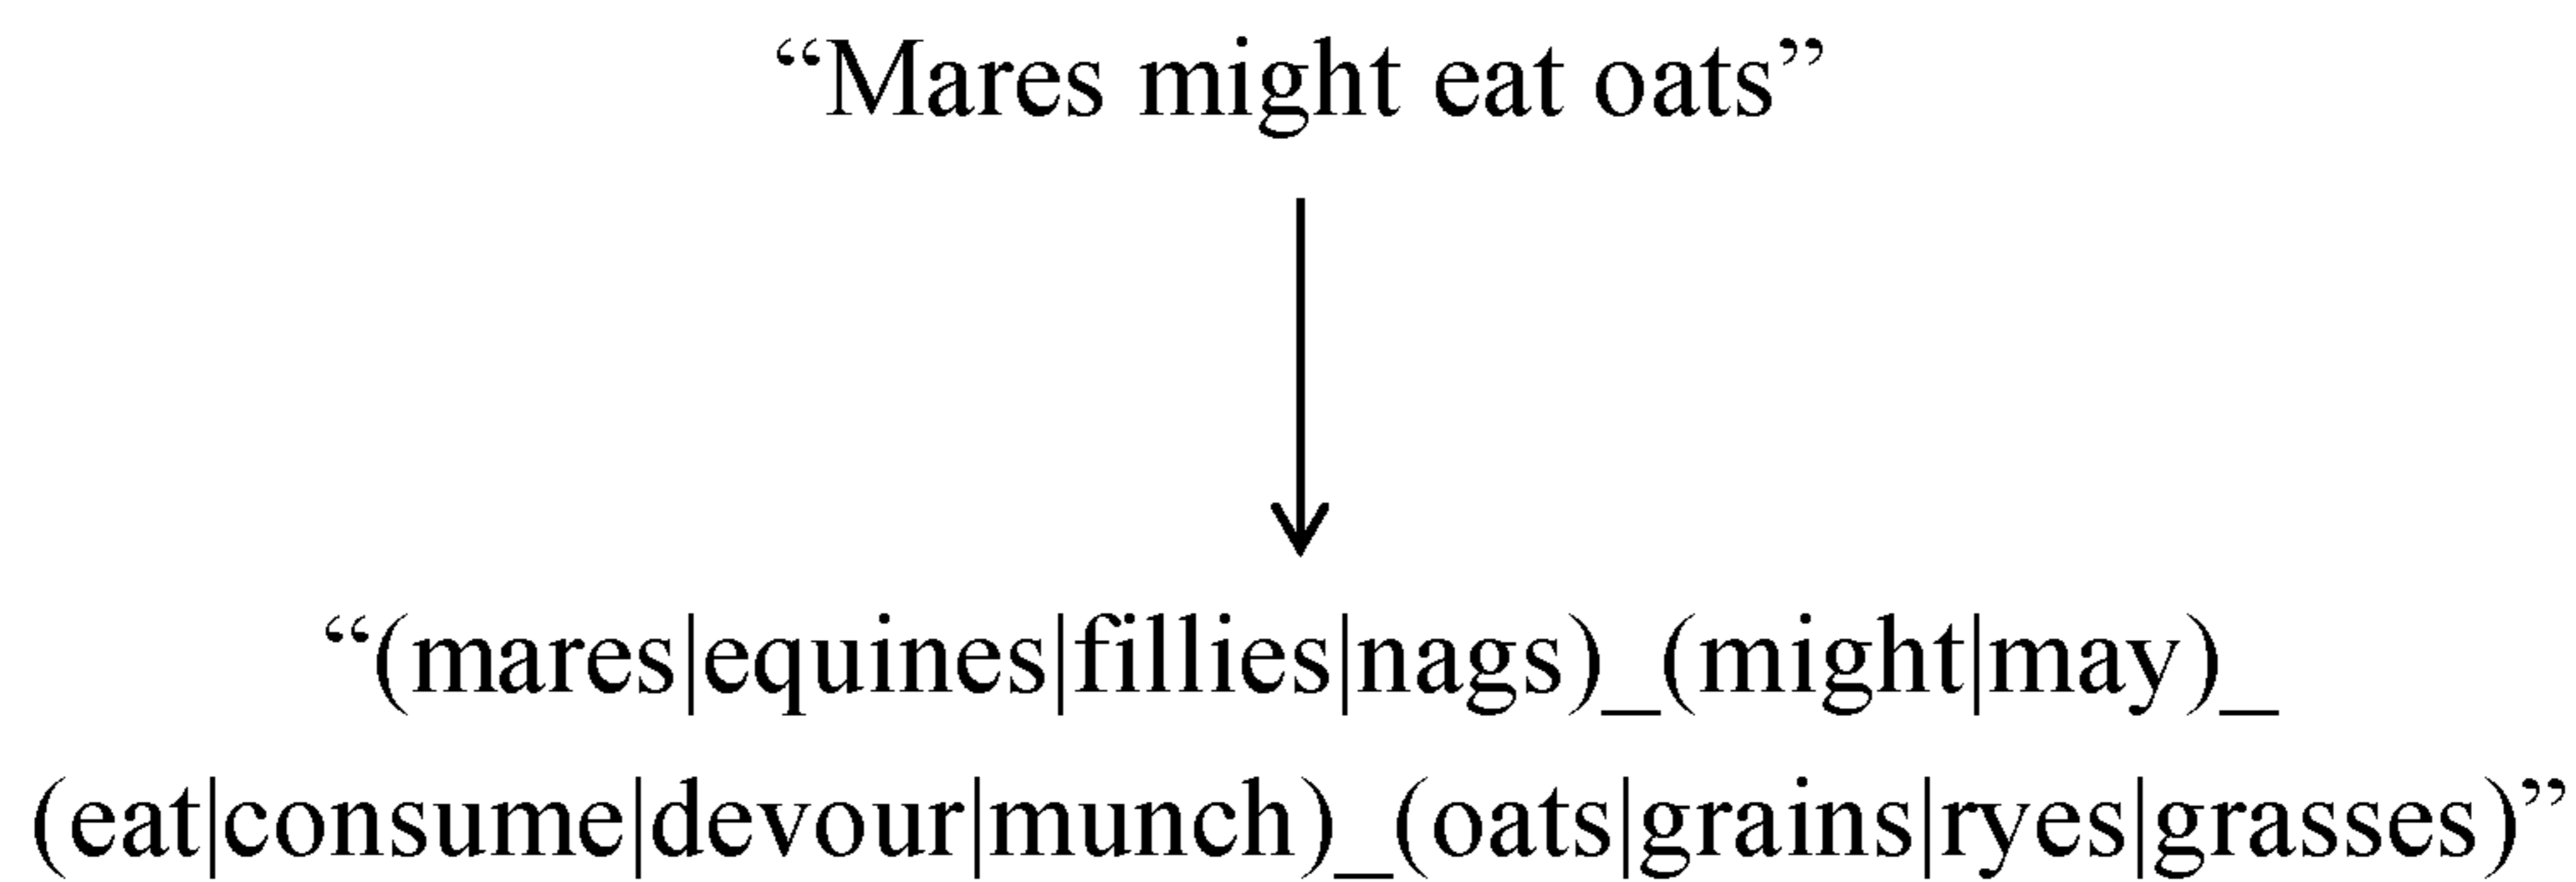 “Mares might eat oats”
“(mares|equines|fillies|nags)_(might|may)_
(eat|consume|devour|munch)_(oats|grains|ryes|grasses)”